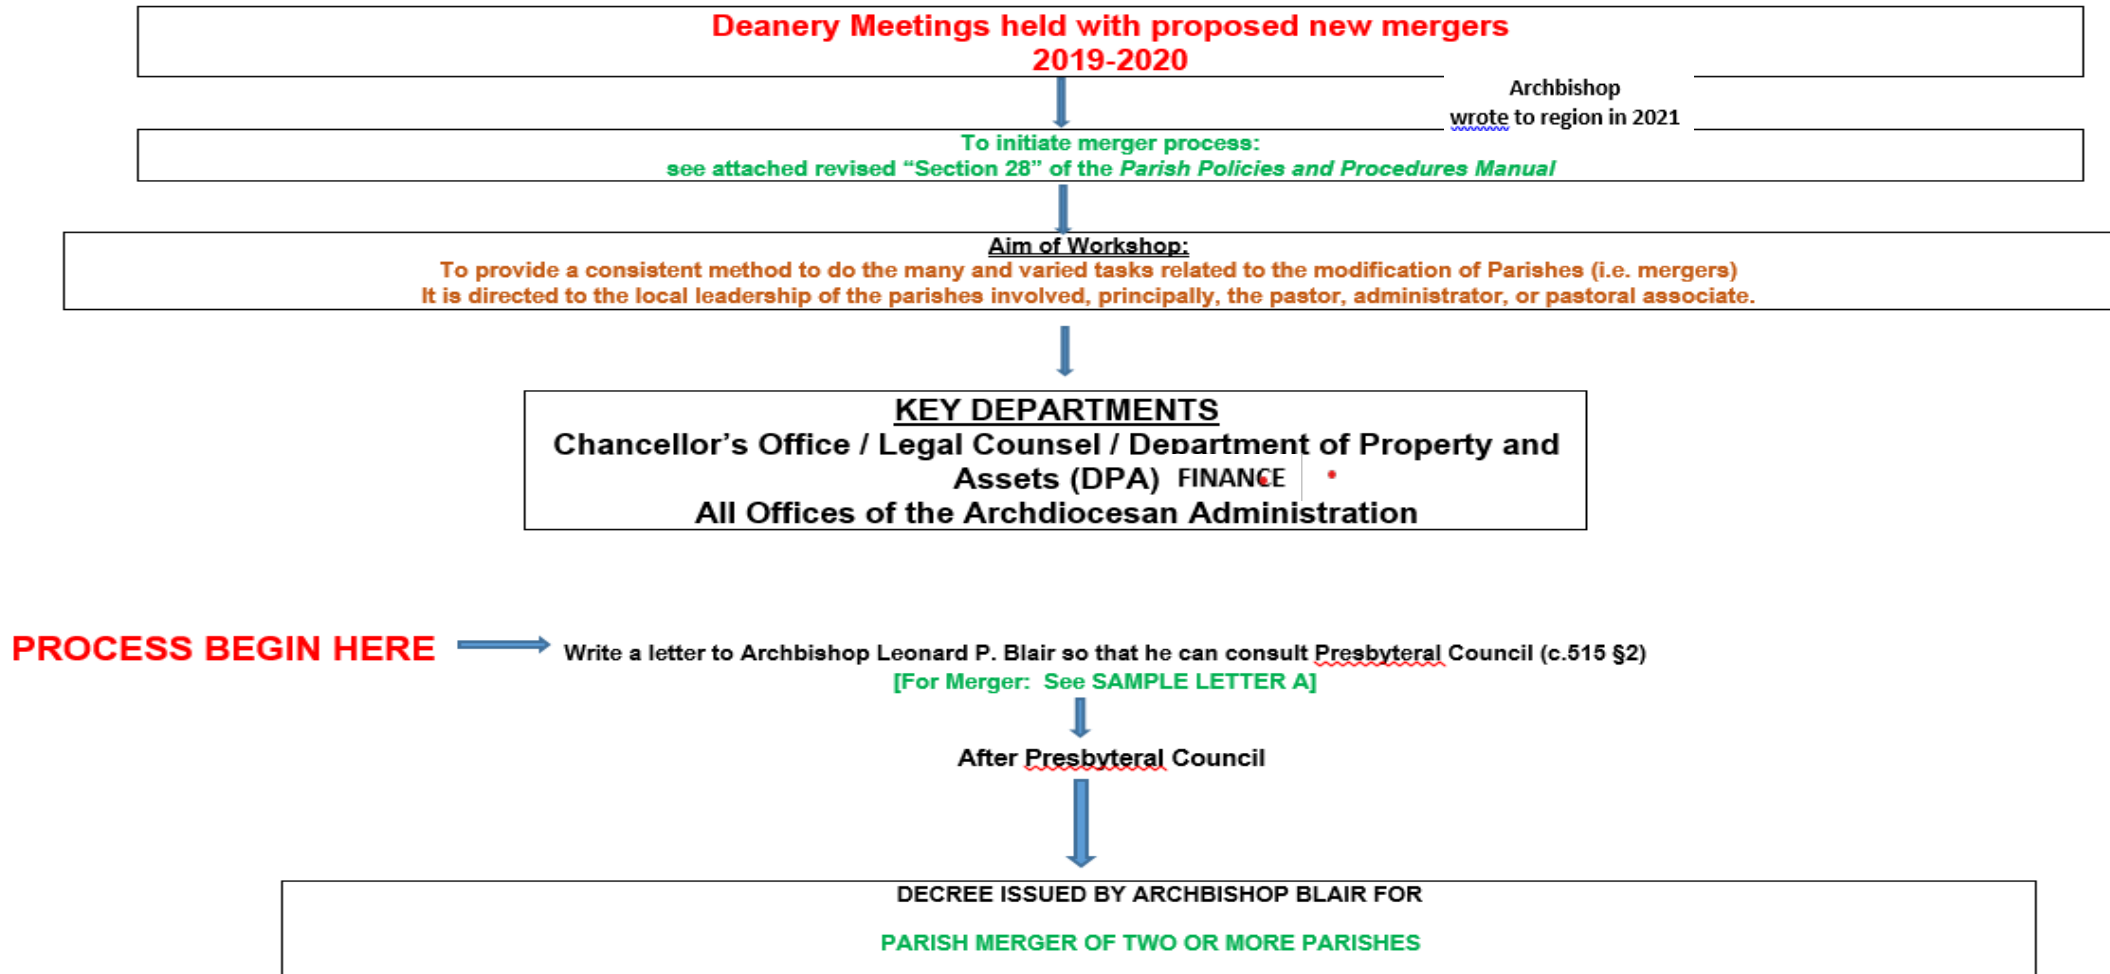 Deanery Meetings held with proposed new mergers
2019-2020
Archbishop
wrote to region in 2021
To initiate merger process:
see attached revised “Section 28” of the Parish Policies and Procedures Manual
Aim of Workshop:
To provide a consistent method to do the many and varied tasks related to the modification of Parishes (i.e. mergers)
It is directed to the local leadership of the parishes involved, principally, the pastor, administrator, or pastoral associate.
KEY DEPARTMENTS
Chancellor’s Office / Legal Counsel / Department of Property and
Assets (DPA) FINANCE
All Offices of the Archdiocesan Administration
PROCESS BEGIN HERE
Write a letter to Archbishop Leonard P. Blair so that he can consult Presbyteral Council (c.515 §2)
[For Merger: See SAMPLE LETTER A]
After Presbyteral Council
DECREE ISSUED BY ARCHBISHOP BLAIR FOR
PARISH MERGER OF TWO OR MORE PARISHES